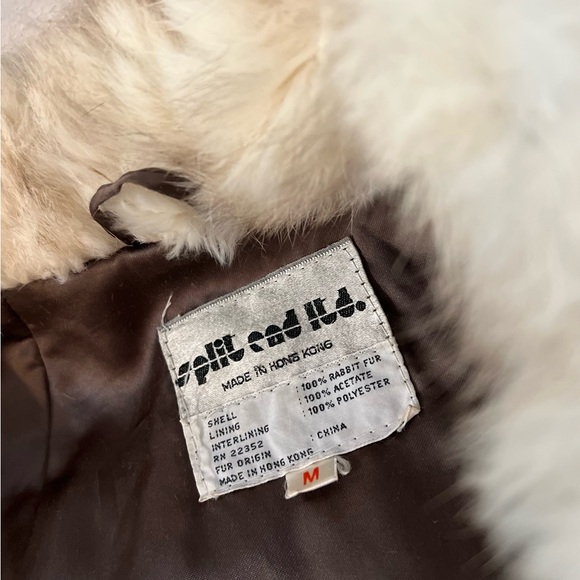 split end ltd.
MADE IN HONG KONG
SHELL : 100% RABBIT FUR
LINING : 100% ACETATE
INTERLINING : 100% POLYESTER
RN 22352
FUR ORIGIN : CHINA
MADE IN HONG KONG
M